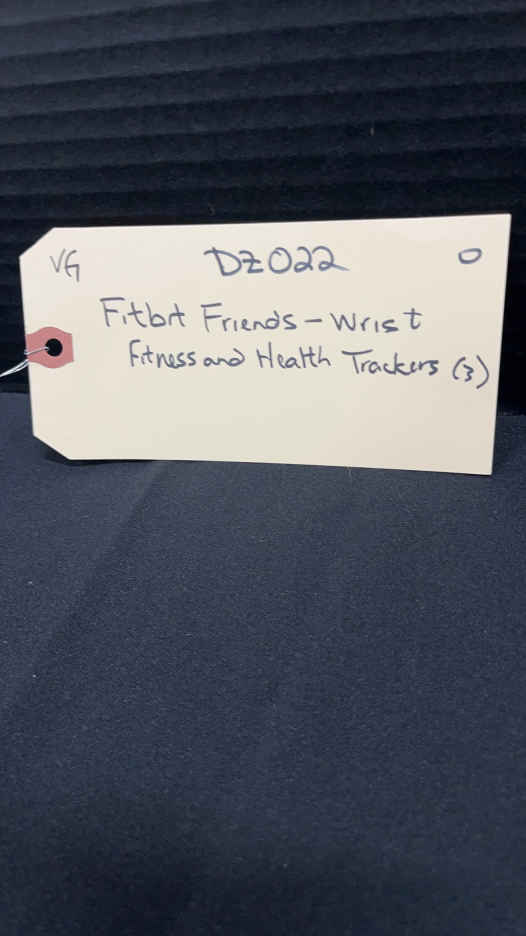 VG DZ022 0
Fitbit Friends - Wrist
Fitness and Health Trackers (3)